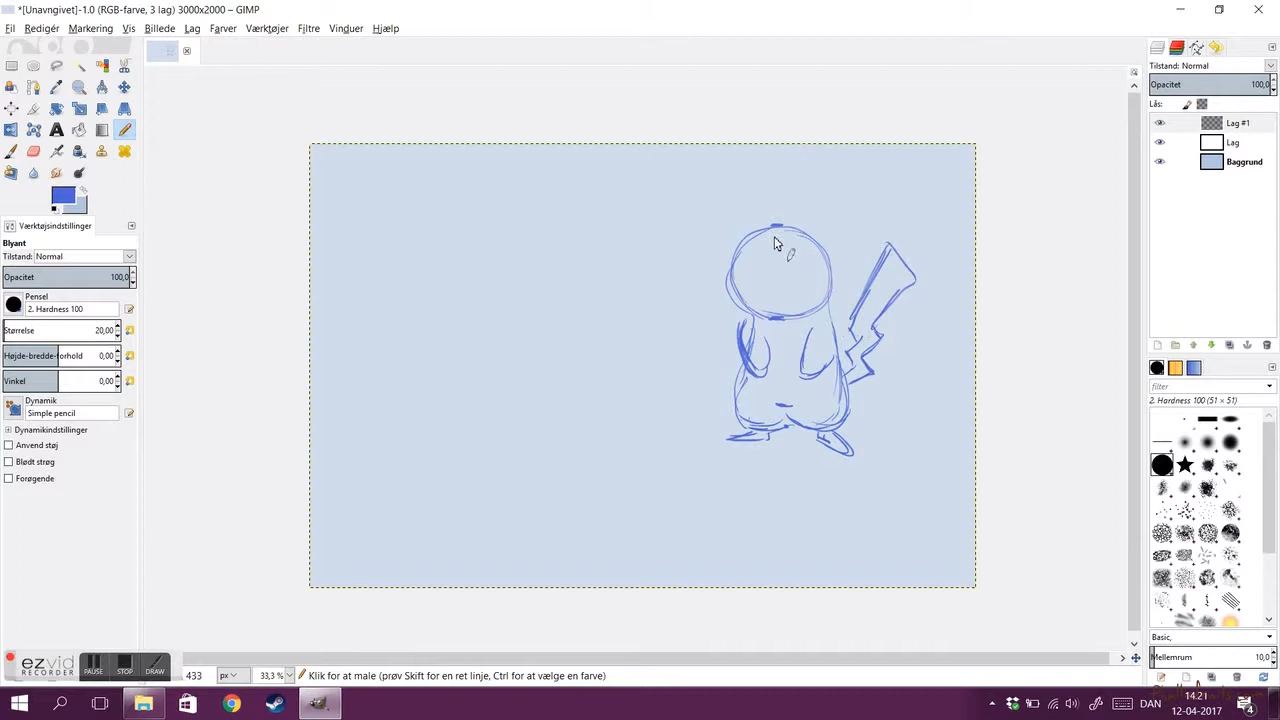 *[Unavngivet]-1.0 (RGB-farve, 3 lag) 3000x2000 – GIMP
Fil Redigér Markering Vis Billede Lag Farver Værktøjer Filtre Vinduer Hjælp
Værktøjsindstillinger
Blyant
Tilstand: Normal
Opacitet 100,0
Pensel
2. Hardness 100
Størrelse 20,00
Højde-bredde-forhold 0,00
Vinkel 0,00
Dynamik
Simple pencil
Dynamikindstillinger
Anvend støj
Blødt strøg
Forøgende
Tilstand: Normal
Opacitet 100,0
Lås:
Lag #1
Lag
Baggrund
filter
2. Hardness 100 (51 × 51)
Basic,
Mellemrum 10,0
ezvid
RECORDER
PAUSE STOP DRAW
433 px 33,3 % Klik for at male (prøv Skift for en ret linje, Ctrl for at vælge en farve)
DAN
14.21
12-04-2017
4